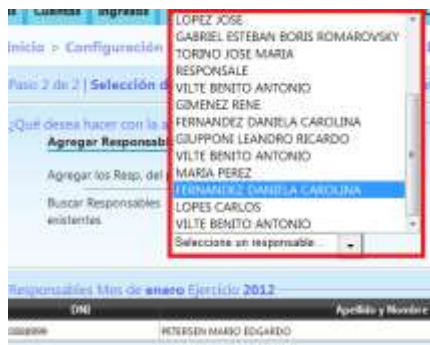 Cuentas Ingresos
Inicio > Configuración
Paso 2 de 2 | Selección d
¿Qué desea hacer con la a
Agregar Responsabl
Agregar los Resp. del
Buscar Responsables
existentes
LOPEZ JOSE
GABRIEL ESTEBAN BORIS ROMAROVSKY
TORINO JOSE MARIA
RESPONSALE
VILTE BENITO ANTONIO
GIMENEZ RENE
FERNANDEZ DANIELA CAROLINA
GIUPPONI LEANDRO RICARDO
VILTE BENITO ANTONIO
MARIA PEREZ
FERNANDEZ DANIELA CAROLINA
LOPES CARLOS
VILTE BENITO ANTONIO
Seleccione un responsable
Responsables Mes de enero Ejercicio 2012
DNI Apellido y Nombre
PETERSEN MARIO EDGARDO